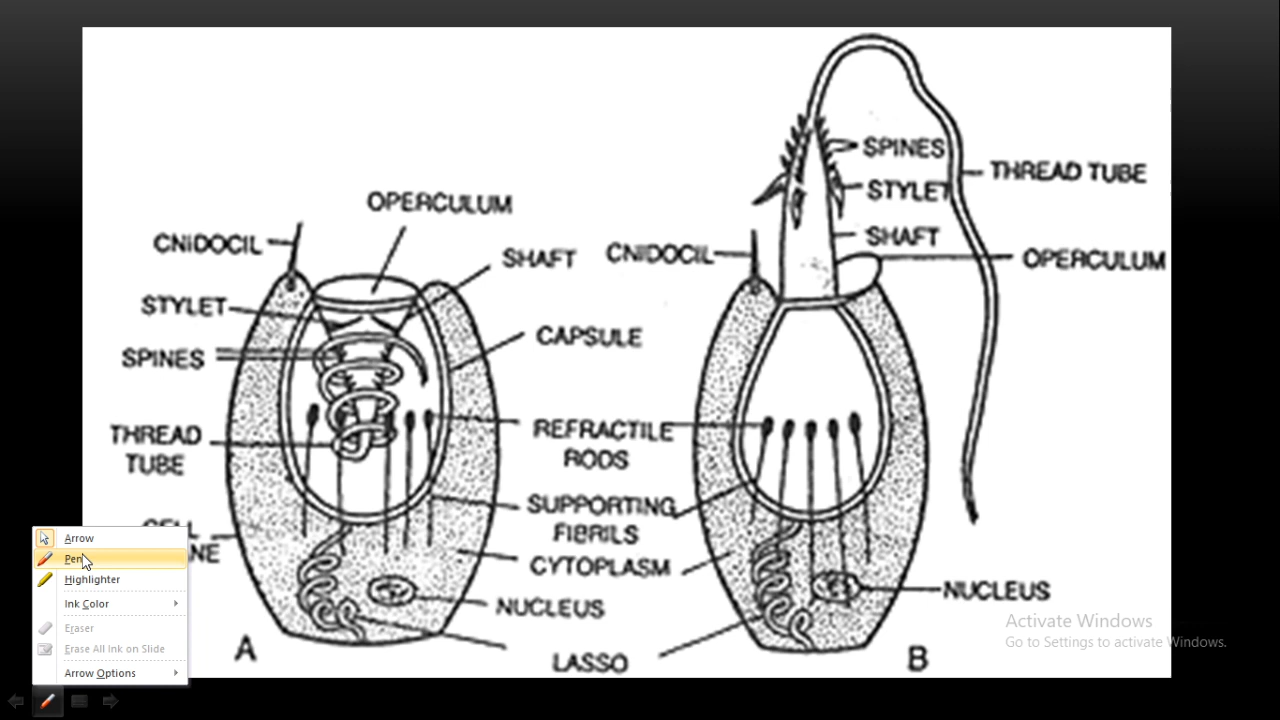 OPERCULUM
CNIDOCIL
SHAFT
STYLET
CAPSULE
SPINES
THREAD
TUBE
REFRACTILE
RODS
SUPPORTING
FIBRILS
CYTOPLASM
NUCLEUS
LASSO
A
SPINES
THREAD TUBE
STYLET
SHAFT
CNIDOCIL
OPERCULUM
NUCLEUS
B
Arrow
Pen
Highlighter
Ink Color
Eraser
Erase All Ink on Slide
Arrow Options
Activate Windows
Go to Settings to activate Windows.